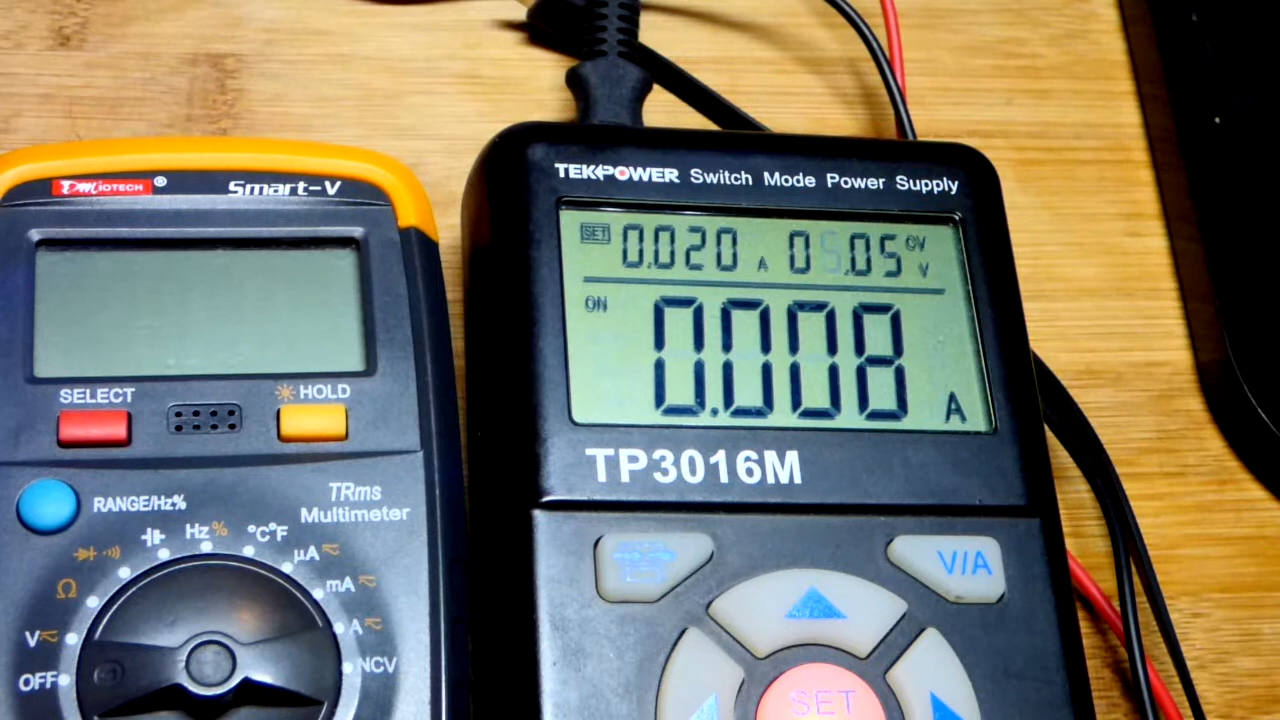 DMiOTECH ® Smart-V
SELECT
HOLD
RANGE/Hz%
TRms
Multimeter
Hz%
°C°F
µA
mA
A
NCV
Ω
V
OFF
TEKPOWER Switch Mode Power Supply
SET 0.020 A 05.05 CV V
ON
0.008 A
TP3016M
V/A
SET